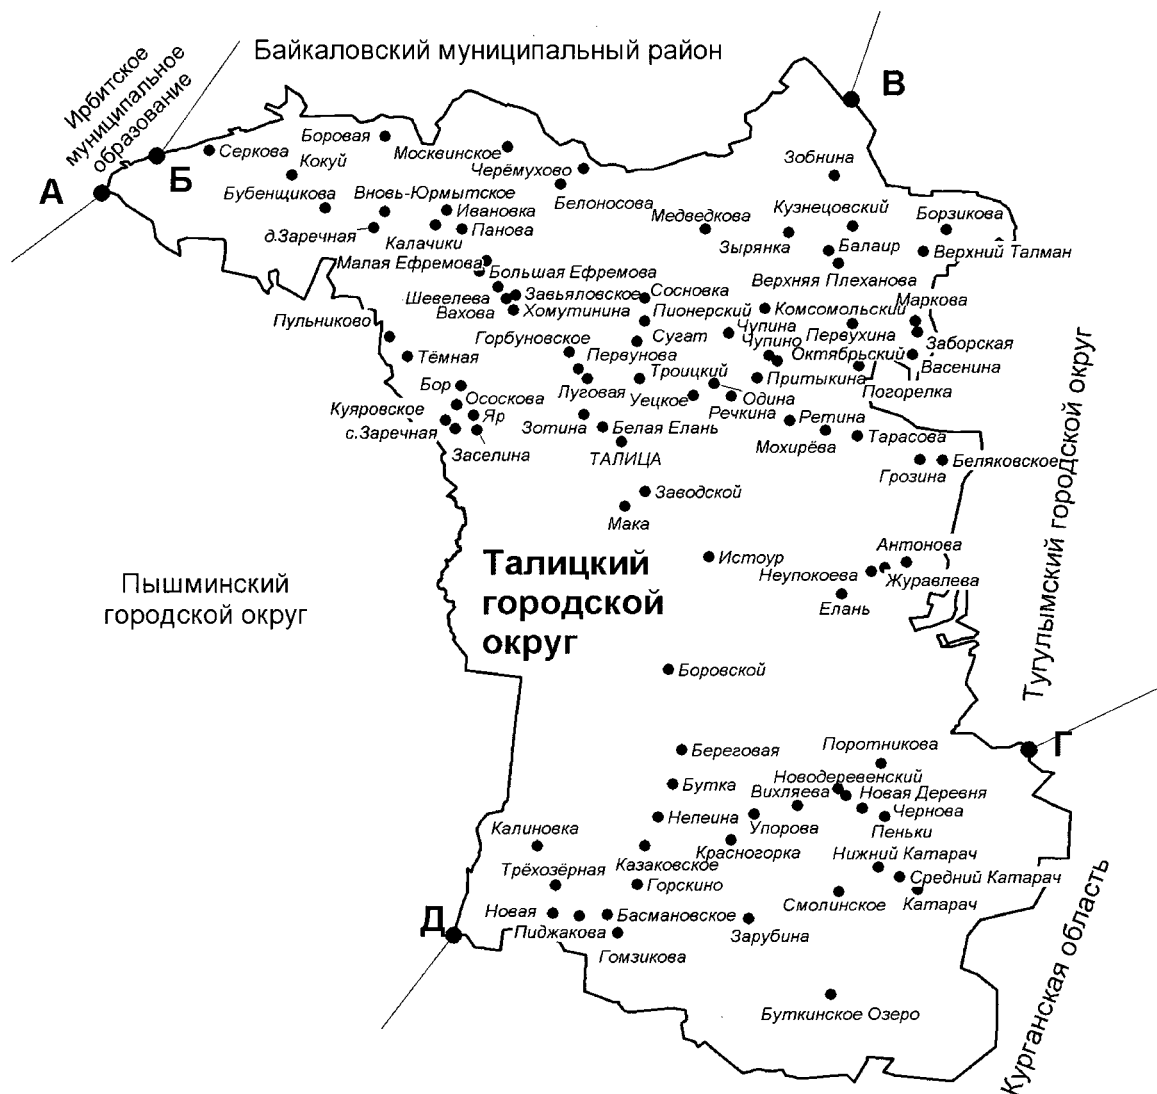 Байкаловский муниципальный район
Ирбитское
муниципальное
образование
А
Б
В
Серкова
Боровая
Кокуй
Москвинское
Черёмухово
Зобнина
Бубенщикова
Вновь-Юрмытское
Белоносова
Ивановка
Медведкова
Кузнецовский
Борзикова
д.Заречная
Панова
Калачики
Зырянка
Балаир
Верхний Талман
Малая Ефремова
Большая Ефремова
Верхняя Плеханова
Шевелева
Завьяловское
Сосновка
Маркова
Вахова
Хомутинина
Пионерский
Комсомольский
Пульниково
Чупина
Первухина
Заборская
Горбуновское
Сугат
Чупино
Октябрьский
Васенина
Тёмная
Первунова
Троицкий
Притыкина
Погорелка
Бор
Ососкова
Луговая
Уецкое
Одина
Куяровское
Яр
Речкина
с.Заречная
Зотина
Белая Елань
Ретина
Тарасова
Заселина
ТАЛИЦА
Мохирёва
Беляковское
Грозина
Заводской
Мака
Талицкий
городской
округ
Истоур
Антонова
Неупокоева
Журавлева
Елань
Пышминский
городской округ
Тугулымский городской округ
Боровской
Г
Береговая
Поротникова
Бутка
Новодеревенский
Вихляева
Новая Деревня
Непеина
Чернова
Упорова
Пеньки
Калиновка
Казаковское
Красногорка
Нижний Катарач
Трёхозёрная
Горскино
Средний Катарач
Смолинское
Катарач
Д
Новая
Басмановское
Пиджакова
Зарубина
Гомзикова
Буткинское Озеро
Курганская область